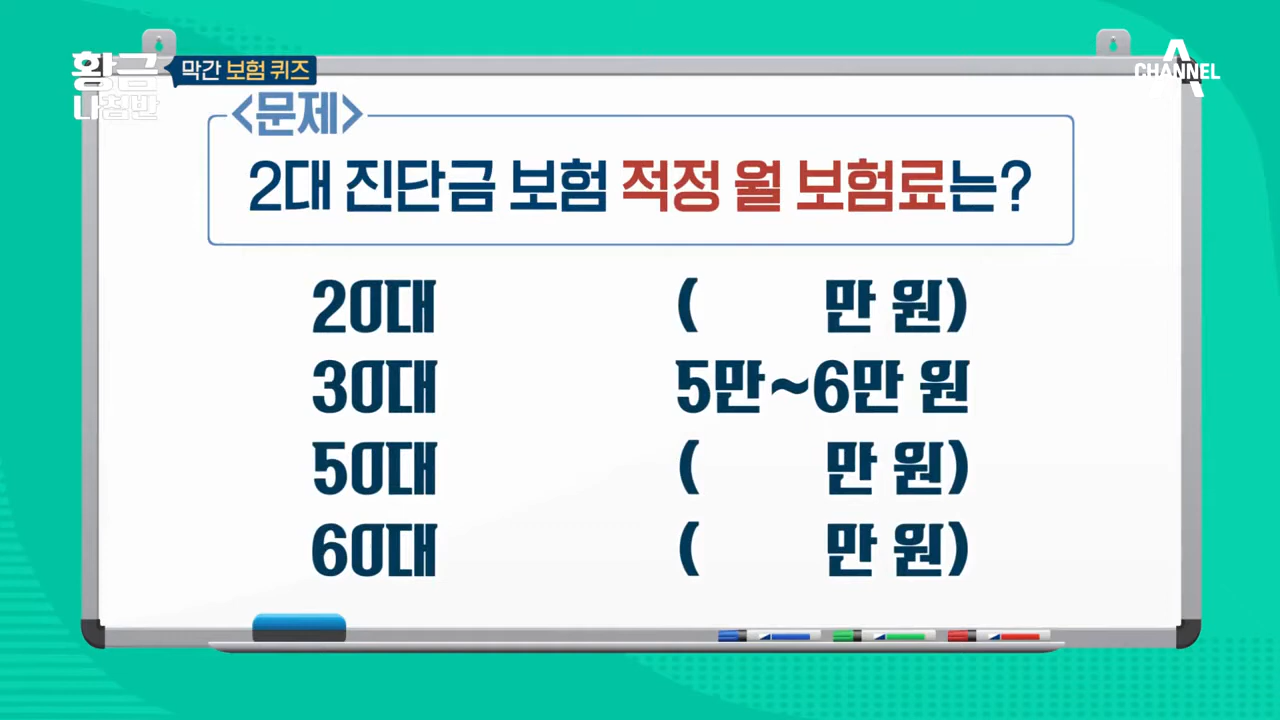 황금
나침반
막간 보험 퀴즈
CHANNEL A
<문제>
2대 진단금 보험 적정 월 보험료는?
20대 ( 만 원)
30대 5만~6만 원
50대 ( 만 원)
60대 ( 만 원)